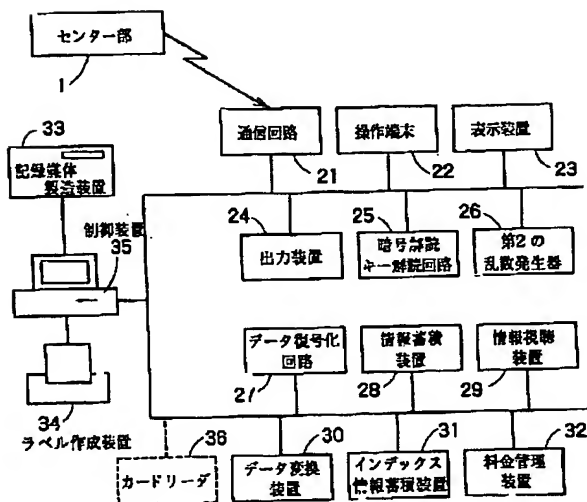 センター部
1
33
記録媒体
製造装置
通信回路
21
操作端末
22
表示装置
23
制御装置
35
24
出力装置
25
暗号解読
キー解読回路
26
第2の
乱数発生器
34
ラベル作成装置
データ復号化
回路
27
情報蓄積
装置
28
情報視聴
装置
29
36
カードリーダ
30
データ変換
装置
31
インデックス
情報蓄積装置
32
料金管理
装置